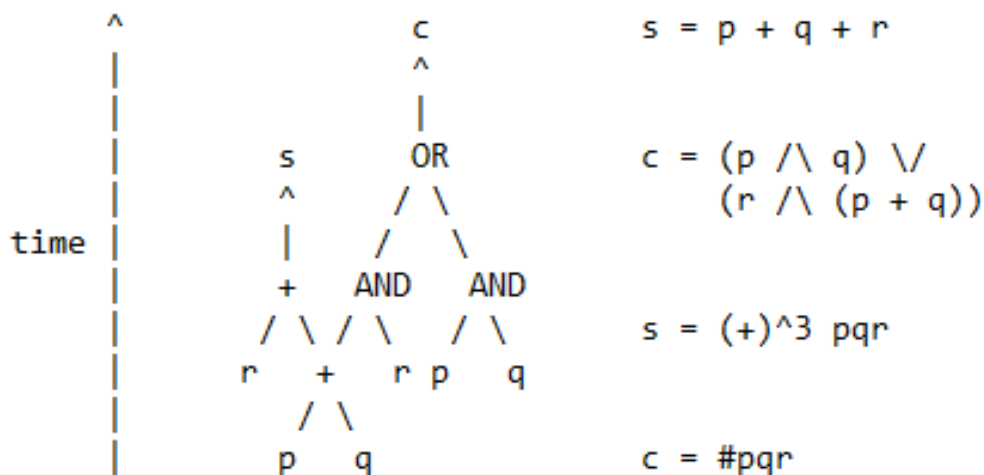 ^               c           s = p + q + r
|               ^
|               |
|         s     OR          c = (p /\ q) \/
|         ^    / \              (r /\ (p + q))
time |         |   /   \
|         +   AND   AND
|        / \ / \   / \      s = (+)^3 pqr
|       r   +   r p   q
|          / \
|         p   q             c = #pqr